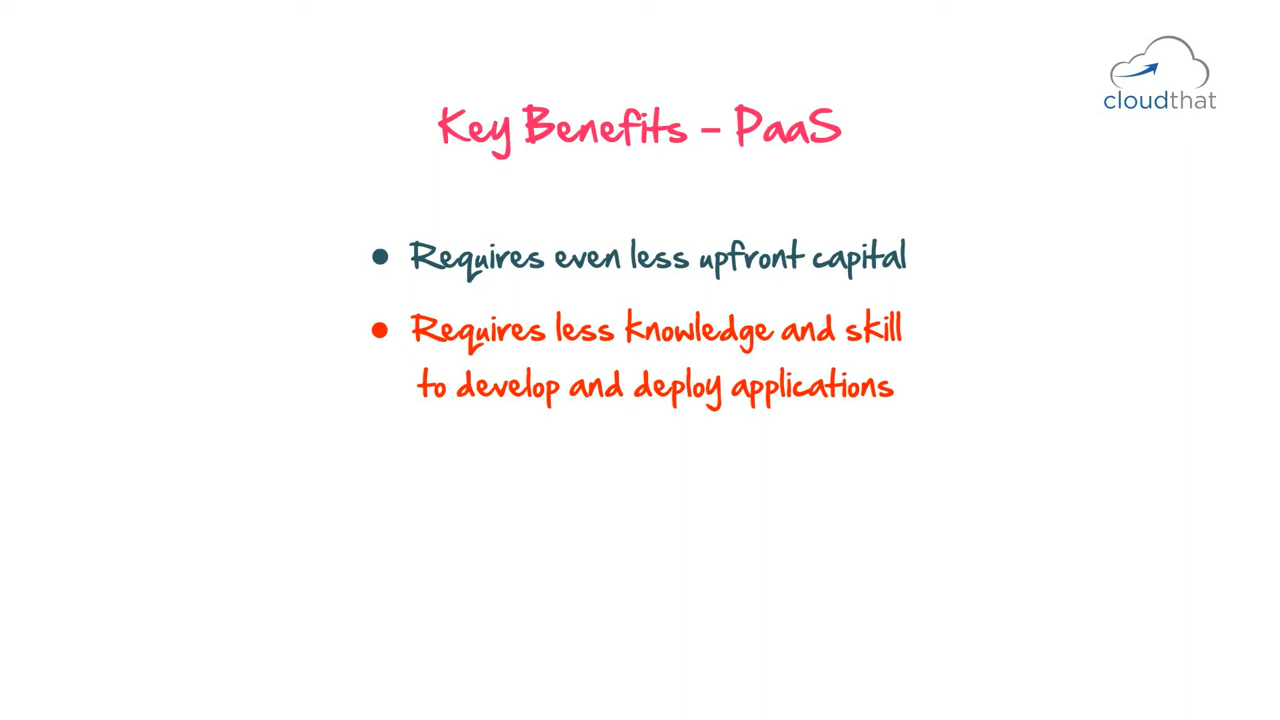 cloudthat
Key Benefits - PaaS
• Requires even less upfront capital
• Requires less knowledge and skill
to develop and deploy applications